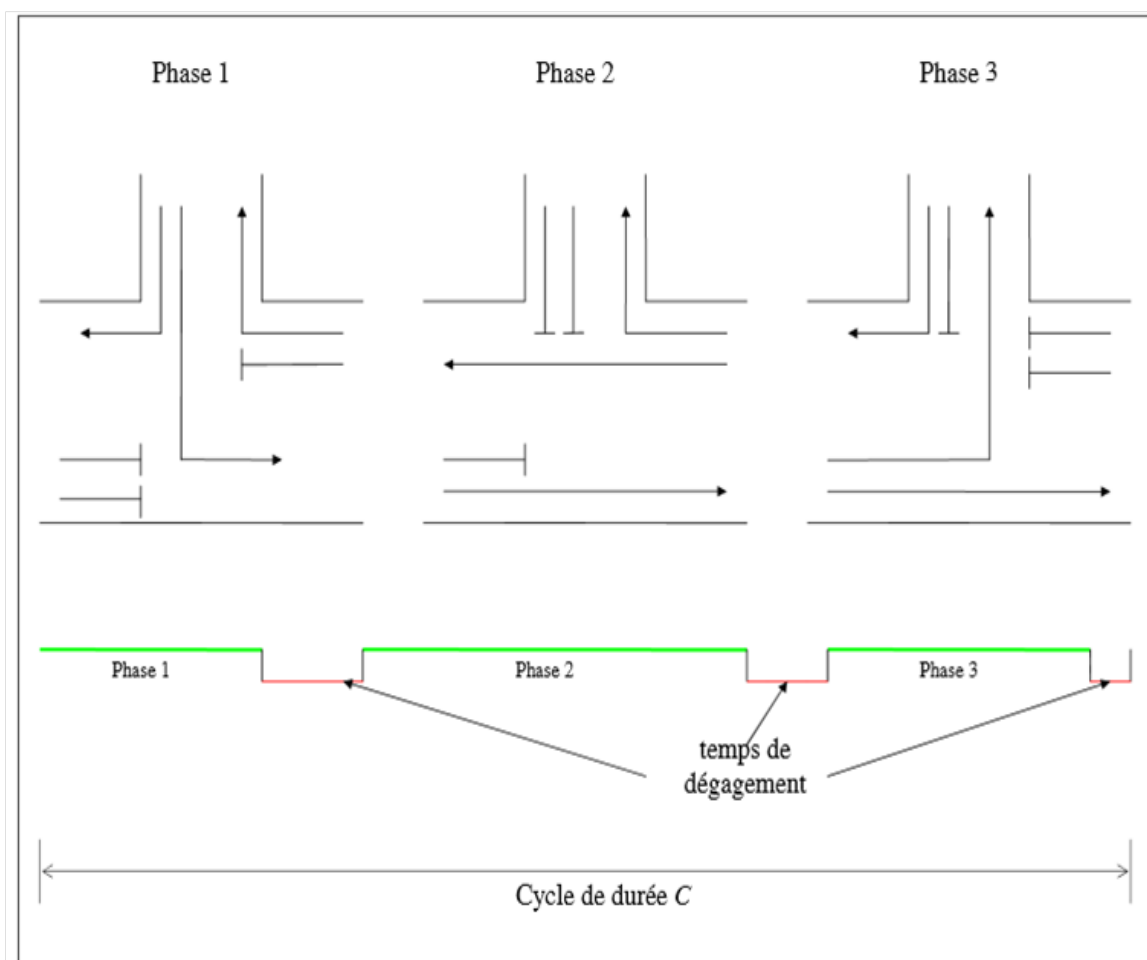 Phase 1
Phase 2
Phase 3
Phase 1
Phase 2
Phase 3
temps de
dégagement
Cycle de durée C